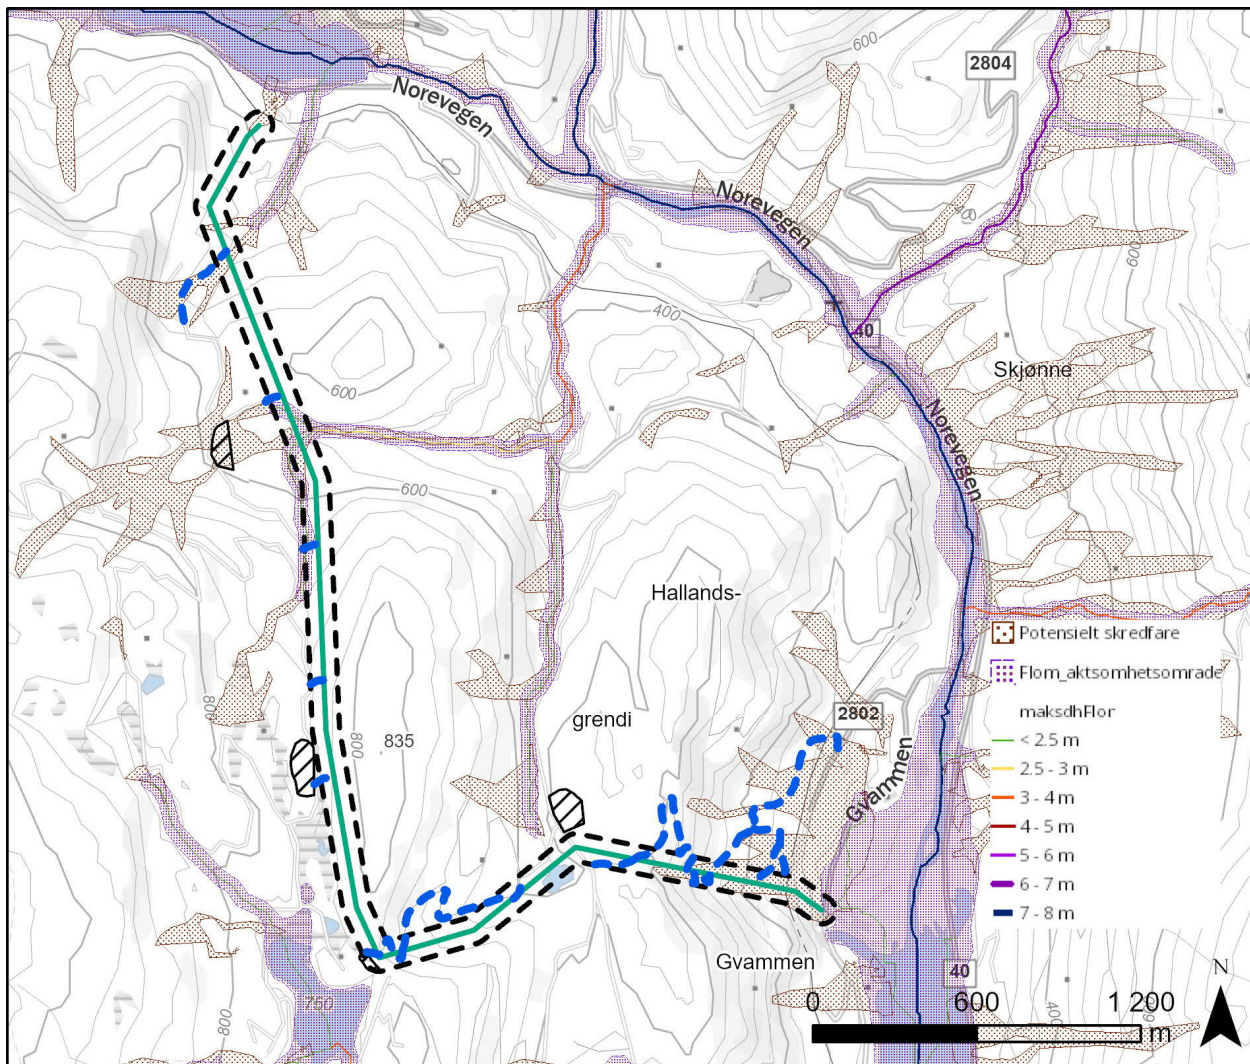 600
2804
Norevegen
Norevegen
600
400
40
Skjønne
600
Norevegen
600
Hallands-
800
grendi
835
800
2802
Gvammen
Gvammen
750
800
40
400
Potensielt skredfare
Flom_aktsomhetsomrade
maksdhFlor
< 2.5 m
2.5 - 3 m
3 - 4 m
4 - 5 m
5 - 6 m
6 - 7 m
7 - 8 m
N
0 600 1 200
m